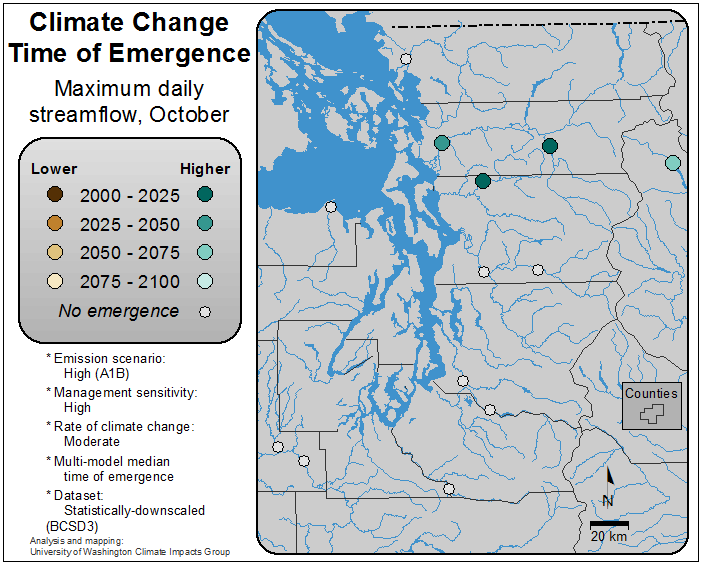 Climate Change
Time of Emergence
Maximum daily
streamflow, October
Lower Higher
2000 - 2025
2025 - 2050
2050 - 2075
2075 - 2100
No emergence
* Emission scenario:
High (A1B)
* Management sensitivity:
High
* Rate of climate change:
Moderate
* Multi-model median
time of emergence
* Dataset:
Statistically-downscaled
(BCSD3)
Analysis and mapping:
University of Washington Climate Impacts Group
Counties
N
20 km